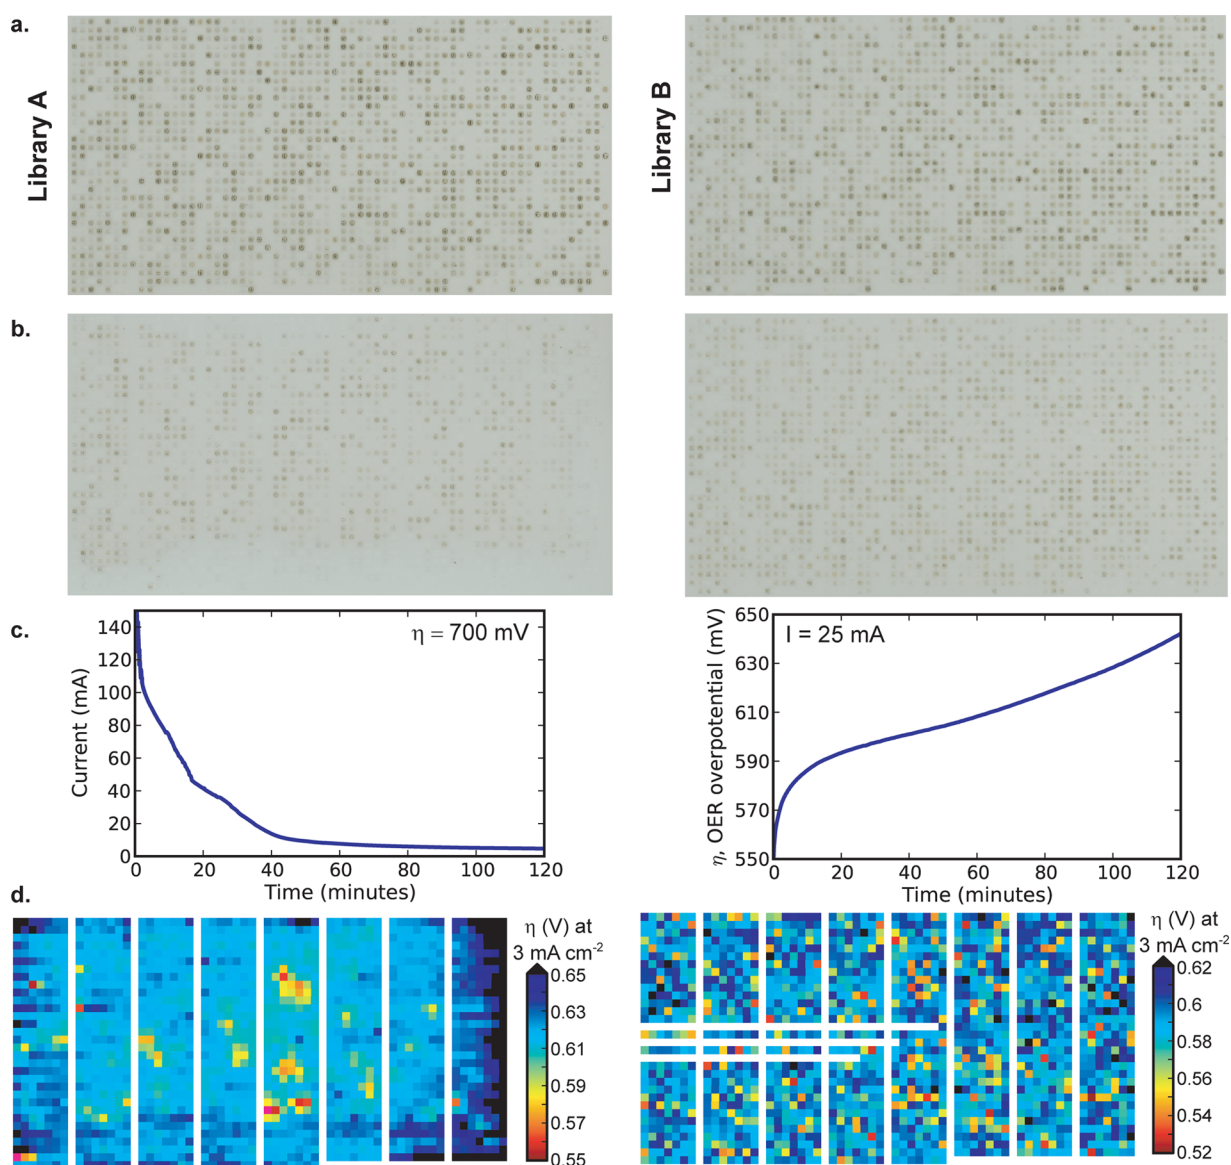 a.
Library A
Library B
b.
c.
η = 700 mV
140
120
100
80
60
40
20
0
Current (mA)
0 20 40 60 80 100 120
Time (minutes)
I = 25 mA
650
630
610
590
570
550
η, OER overpotential (mV)
0 20 40 60 80 100 120
Time (minutes)
d.
η (V) at
3 mA cm-2
0.65
0.63
0.61
0.59
0.57
0.55
η (V) at
3 mA cm-2
0.62
0.6
0.58
0.56
0.54
0.52